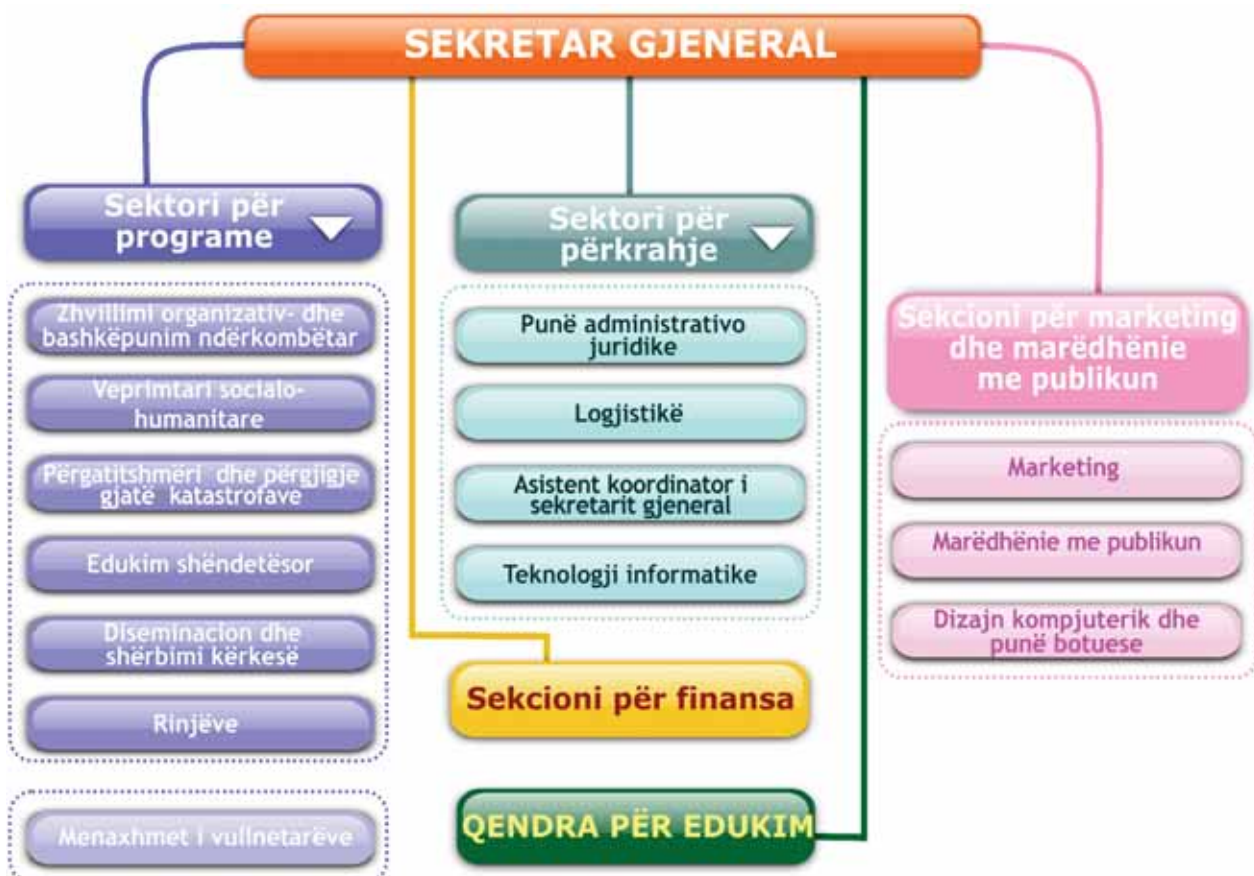 SEKRETAR GJENERAL
Sektori për
programe
Zhvillimi organizativ- dhe
bashkëpunim ndërkombëtar
Veprimtari socialo-
humanitare
Përgatitshmëri dhe përgjigje
gjatë katastrofave
Edukim shëndetësor
Diseminacion dhe
shërbimi kërkesë
Rinjëve
Menaxhmet i vullnetarëve
Sektori për
përkrahje
Punë administrativo
juridike
Logjistikë
Asistent koordinator i
sekretarit gjeneral
Teknologji informatike
Sekcioni për finansa
QENDRA PËR EDUKIM
Sekcioni për marketing
dhe marëdhënie
me publikun
Marketing
Marëdhënie me publikun
Dizajn kompjuterik dhe
punë botuese